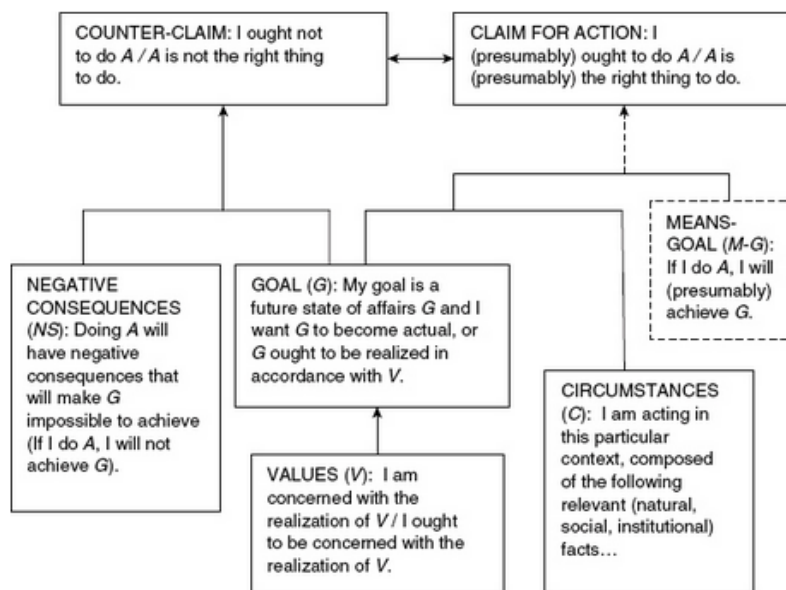 COUNTER-CLAIM: I ought not
to do A / A is not the right thing
to do.
CLAIM FOR ACTION: I
(presumably) ought to do A / A is
(presumably) the right thing to do.
MEANS-
GOAL (M-G):
If I do A, I will
(presumably)
achieve G.
NEGATIVE
CONSEQUENCES
(NS): Doing A will
have negative
consequences that
will make G
impossible to achieve
(If I do A, I will not
achieve G).
GOAL (G): My goal is a
future state of affairs G and I
want G to become actual, or
G ought to be realized in
accordance with V.
CIRCUMSTANCES
(C): I am acting in
this particular
context, composed
of the following
relevant (natural,
social, institutional)
facts...
VALUES (V): I am
concerned with the
realization of V / I ought
to be concerned with the
realization of V.